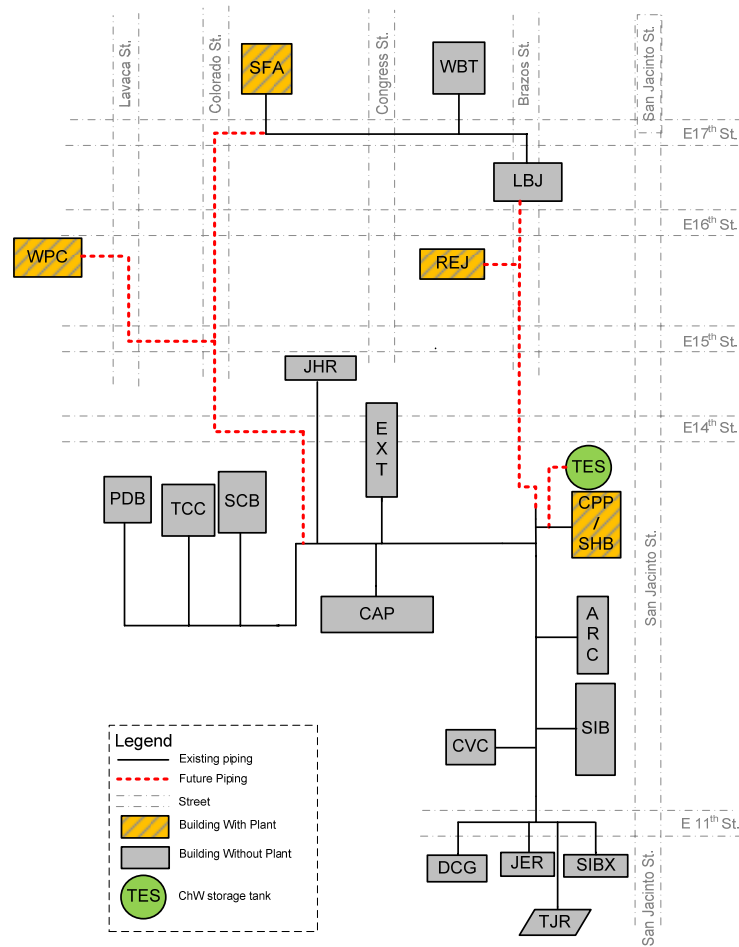 Lavaca St.
Colorado St.
Congress St.
Brazos St.
San Jacinto St.
SFA
WBT
E17th St.
LBJ
E16th St.
WPC
REJ
E15th St.
JHR
E14th St.
E
X
T
TES
PDB
TCC
SCB
CPP
/
SHB
San Jacinto St.
CAP
A
R
C
SIB
CVC
Legend
Existing piping
Future Piping
Street
Building With Plant
Building Without Plant
TES
ChW storage tank
E 11th St.
DCG
JER
SIBX
TJR
San Jacinto St.